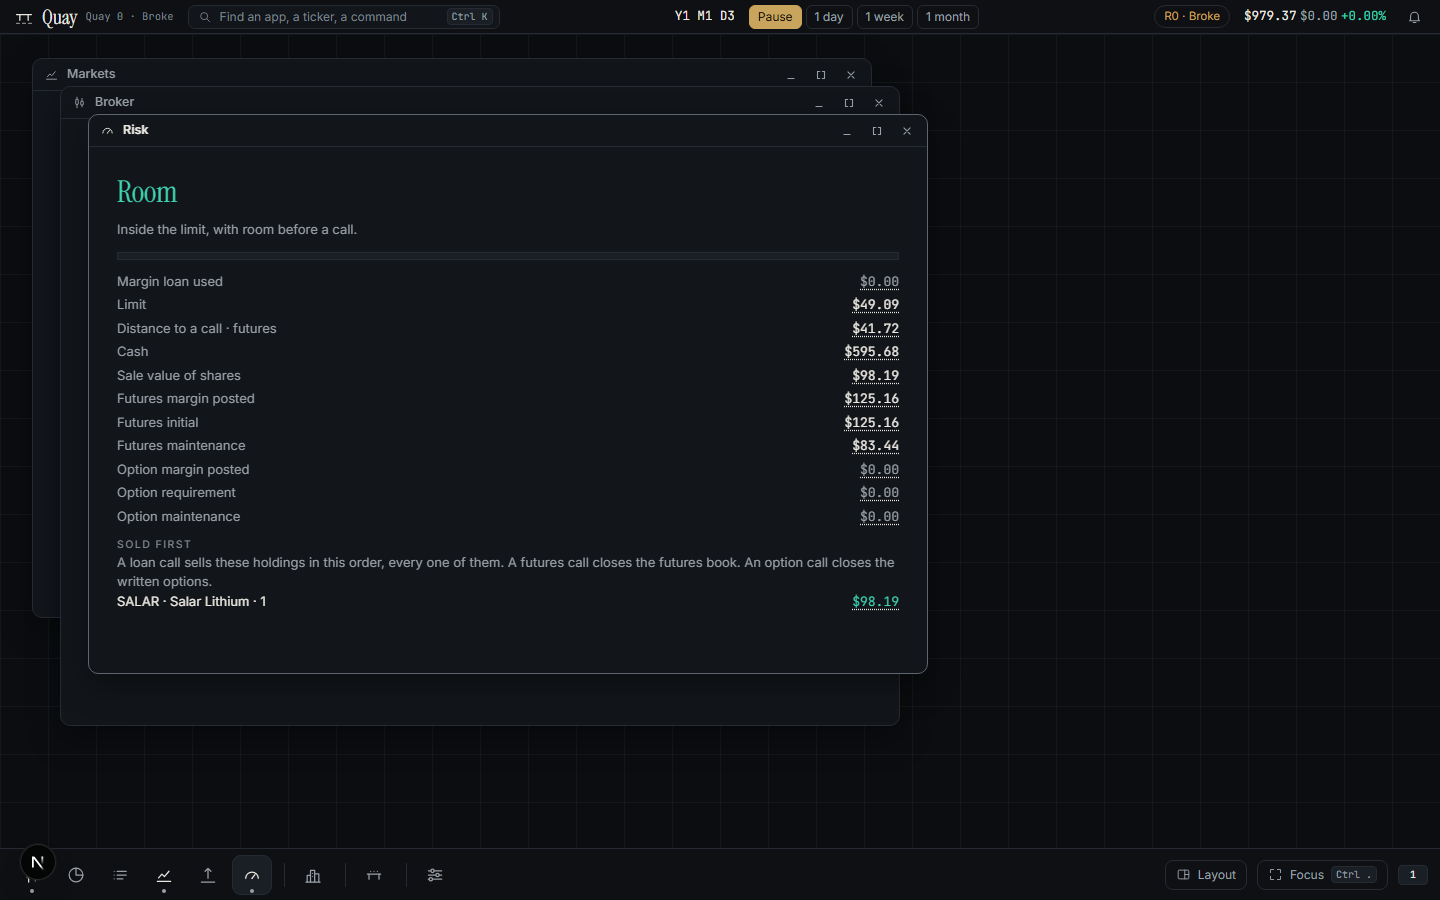 Quay Quay 0 · Broke Find an app, a ticker, a command Ctrl K Y1 M1 D3 Pause 1 day 1 week 1 month R0 · Broke $979.37 $0.00 +0.00%
Markets
Broker
Risk
Room
Inside the limit, with room before a call.
Margin loan used $0.00
Limit $49.09
Distance to a call · futures $41.72
Cash $595.68
Sale value of shares $98.19
Futures margin posted $125.16
Futures initial $125.16
Futures maintenance $83.44
Option margin posted $0.00
Option requirement $0.00
Option maintenance $0.00
SOLD FIRST
A loan call sells these holdings in this order, every one of them. A futures call closes the futures book. An option call closes the
written options.
SALAR · Salar Lithium · 1 $98.19
N Layout Focus Ctrl . 1